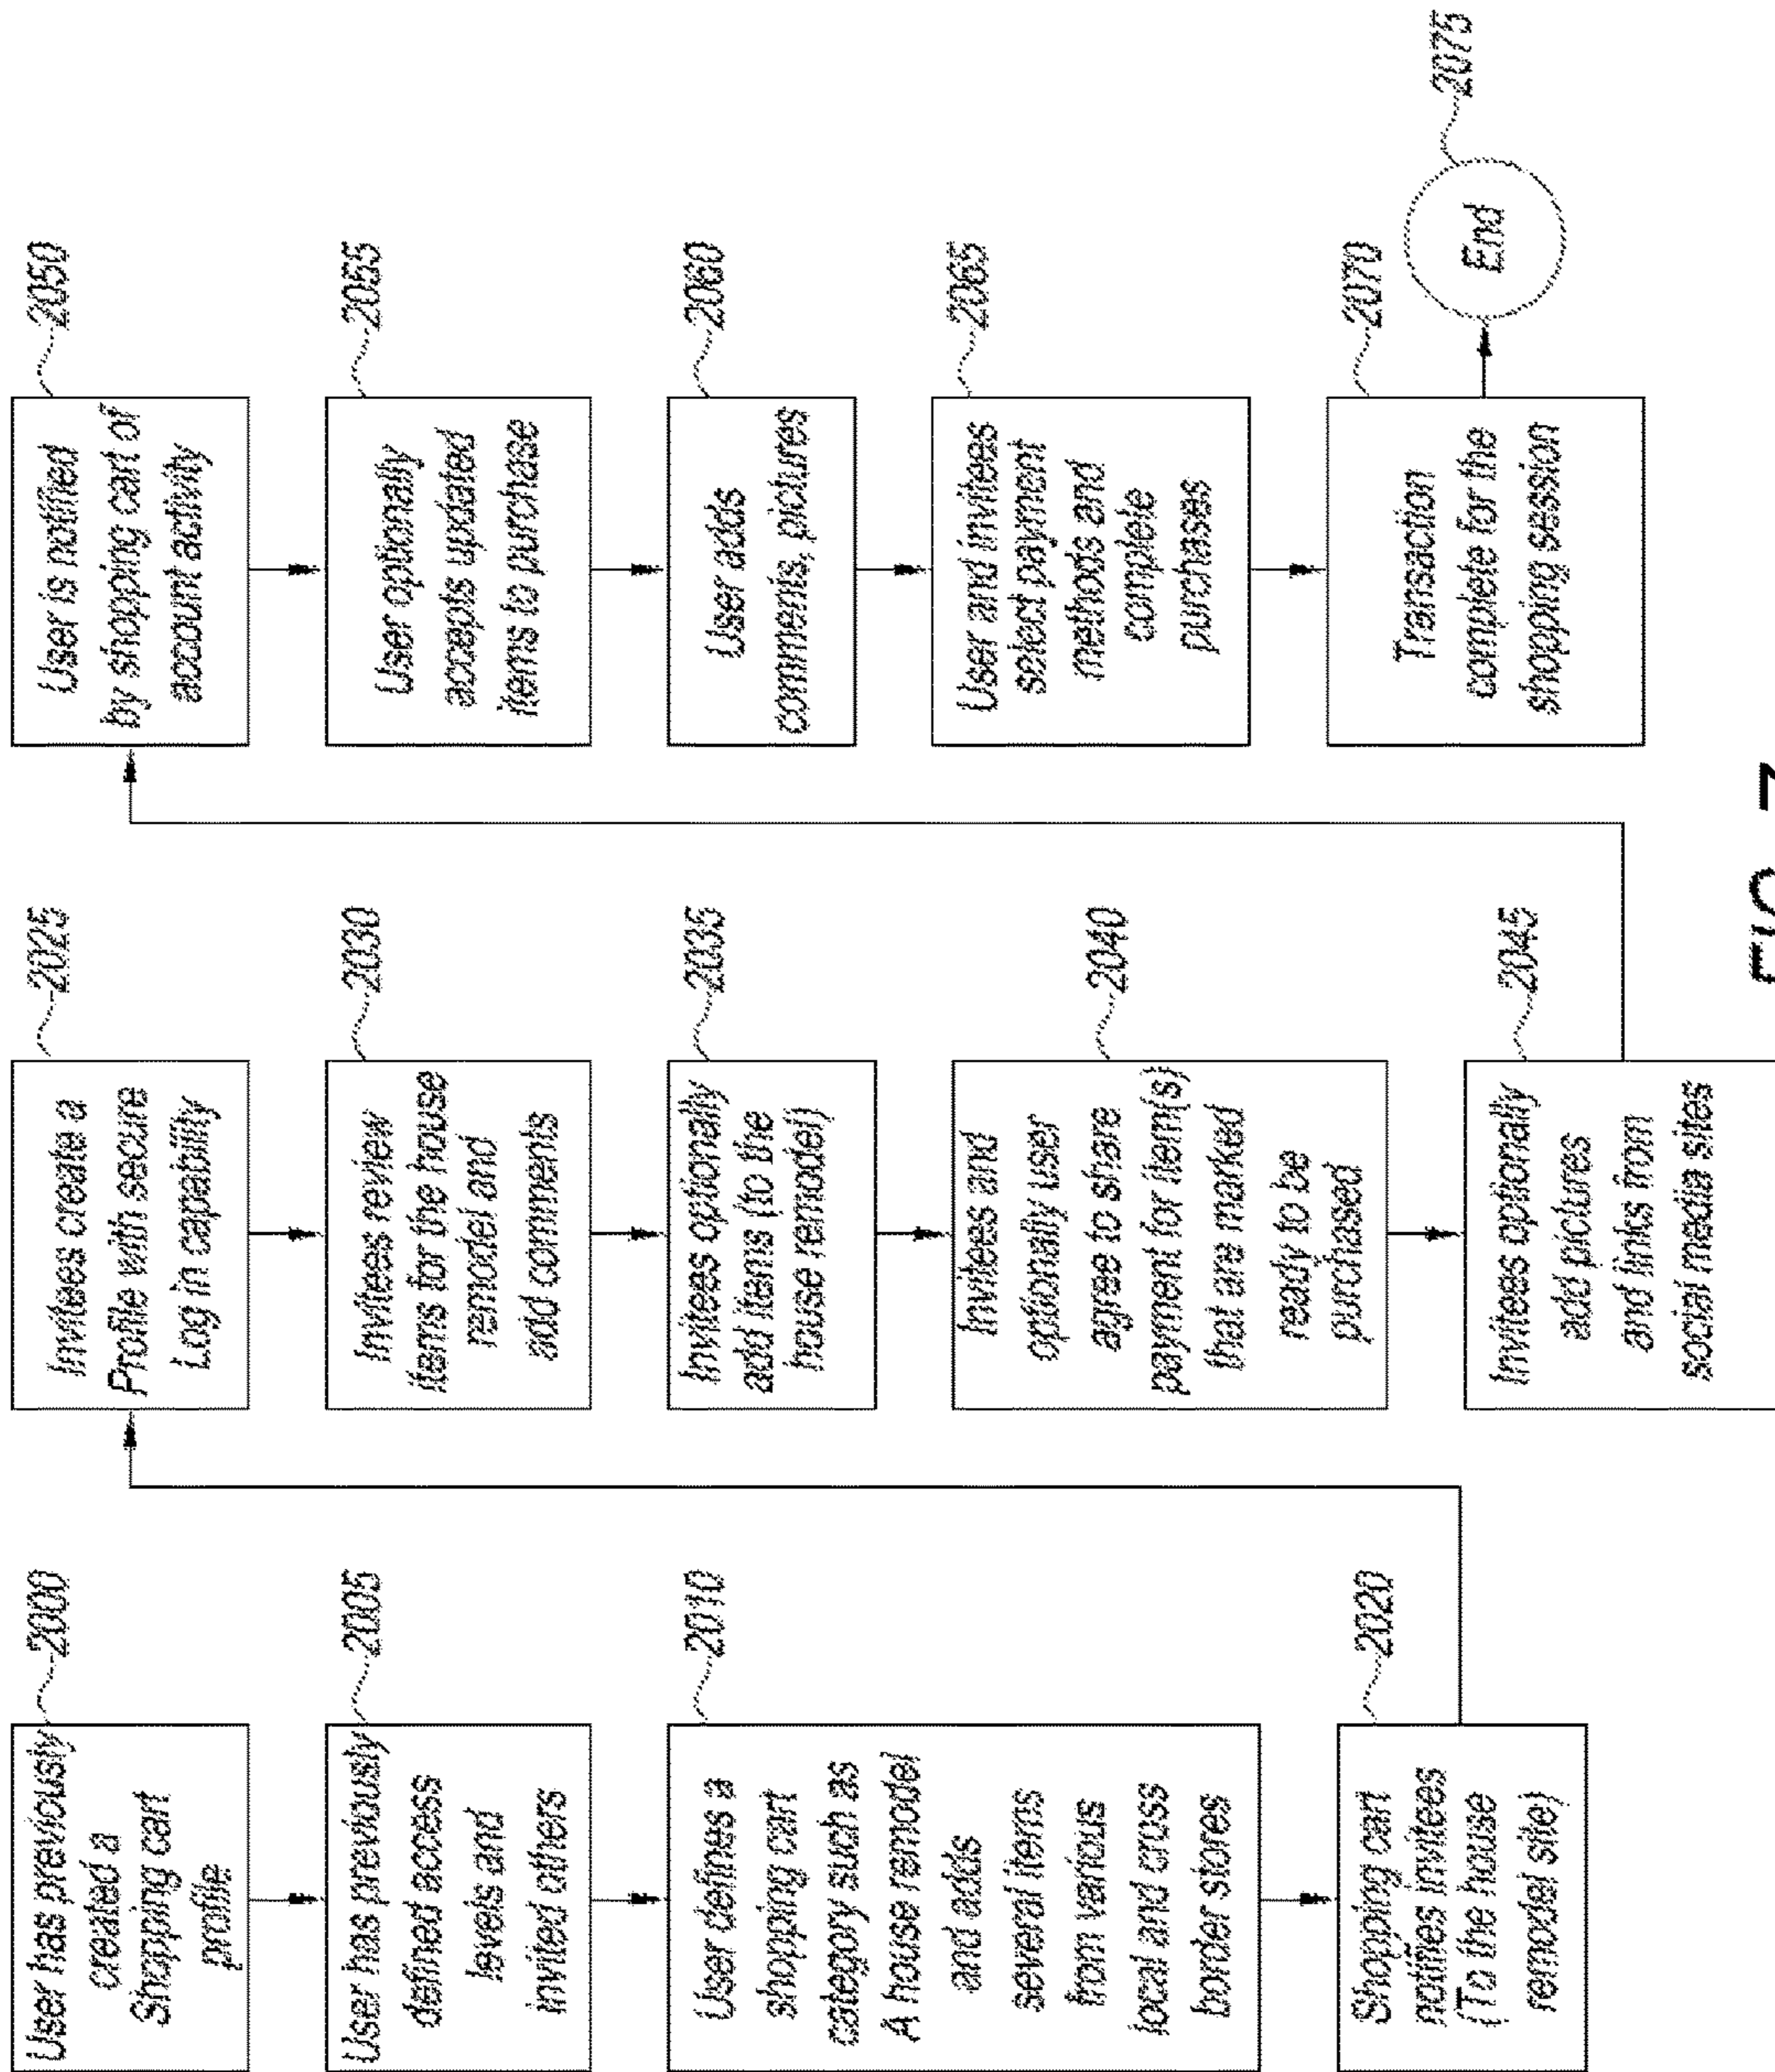 User has previously
created a
Shopping cart
profile
2000
User has previously
defined access
levels and
invited others
2005
User defines a
shopping cart
category such as
A house remodel
and adds
several items
from various
local and cross
border stores
2010
Shopping cart
notifies invitees
(To the house
remodel site)
2020
Invitees create a
Profile with secure
Log in capability
2025
Invitees review
items for the house
remodel and
add comments
2030
Invitees optionally
add items (to the
house remodel)
2035
Invitees and
optionally user
agree to share
payment for item(s)
that are marked
ready to be
purchased
2040
Invitees optionally
add pictures
and links from
social media sites
2045
User is notified
by shopping cart of
account activity
2050
User optionally
accepts updated
items to purchase
2055
User adds
comments, pictures
2060
User and invitees
select payment
methods and
complete
purchases
2065
Transaction
complete for the
shopping session
2070
End
2075